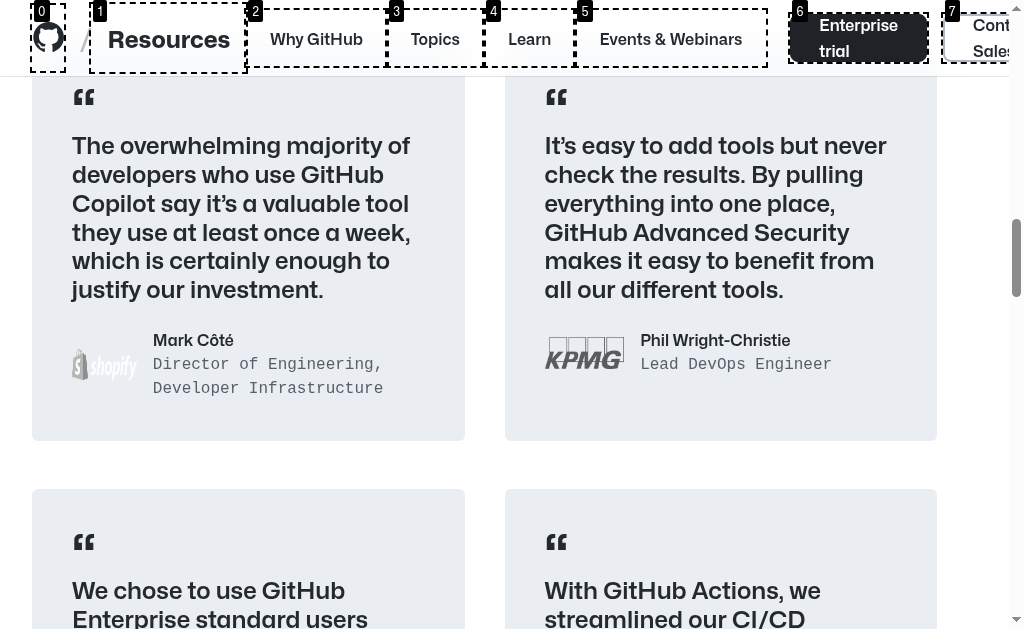 0
1
2
3
4
5
6
7
/
Resources
Why GitHub
Topics
Learn
Events & Webinars
Enterprise
trial
Cont
Sales
“
The overwhelming majority of
developers who use GitHub
Copilot say it’s a valuable tool
they use at least once a week,
which is certainly enough to
justify our investment.
shopify
Mark Côté
Director of Engineering,
Developer Infrastructure
“
It’s easy to add tools but never
check the results. By pulling
everything into one place,
GitHub Advanced Security
makes it easy to benefit from
all our different tools.
KPMG
Phil Wright-Christie
Lead DevOps Engineer
“
We chose to use GitHub
Enterprise standard users
“
With GitHub Actions, we
streamlined our CI/CD